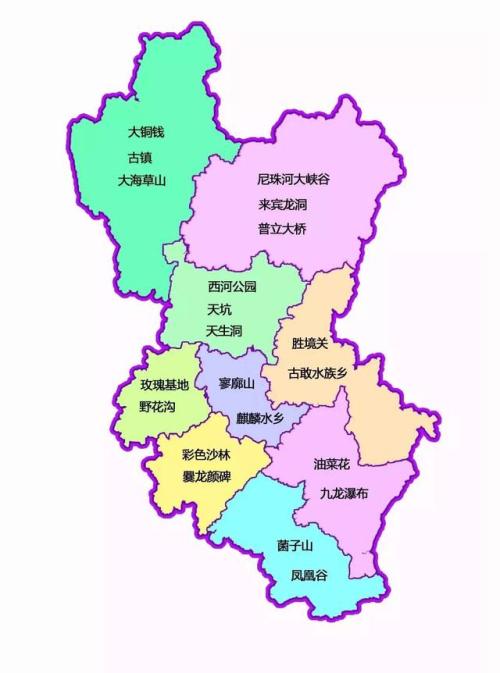 大铜钱
古镇
大海草山
尼珠河大峡谷
来宾龙洞
普立大桥
西河公园
天坑
天生洞
胜境关
古敢水族乡
玫瑰基地
野花沟
寥廓山
麒麟水乡
彩色沙林
爨龙颜碑
油菜花
九龙瀑布
菌子山
凤凰谷